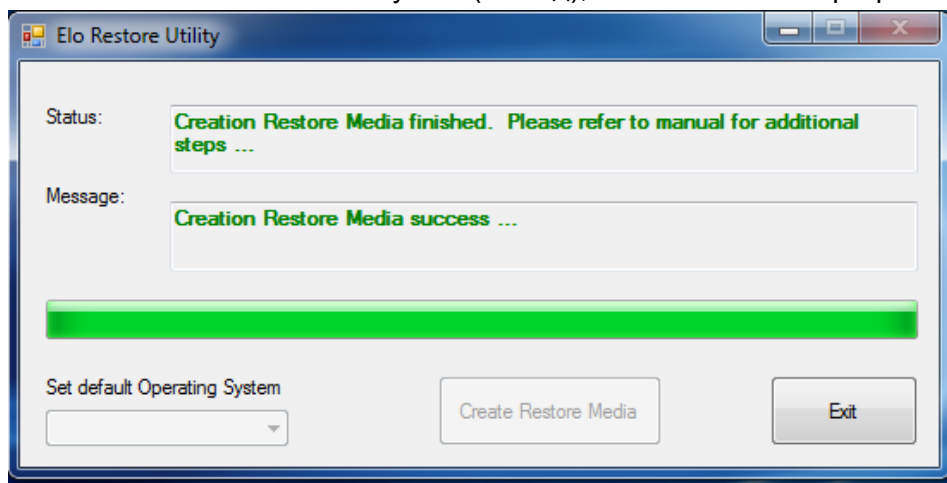 Elo Restore Utility
Status:
Creation Restore Media finished. Please refer to manual for additional
steps ...
Message:
Creation Restore Media success ...
Set default Operating System
Create Restore Media
Exit